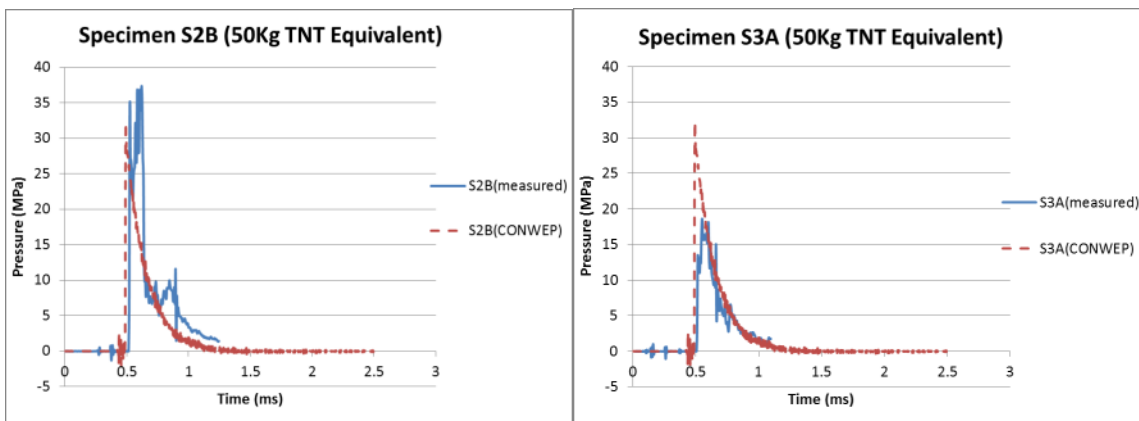 Specimen S2B (50Kg TNT Equivalent)
40
35
30
25
20
15
10
5
0
-5
Pressure (MPa)
0 0.5 1 1.5 2 2.5 3
Time (ms)
S2B(measured)
S2B(CONWEP)
Specimen S3A (50Kg TNT Equivalent)
40
35
30
25
20
15
10
5
0
-5
Pressure (MPa)
0 0.5 1 1.5 2 2.5 3
Time (ms)
S3A(measured)
S3A(CONWEP)